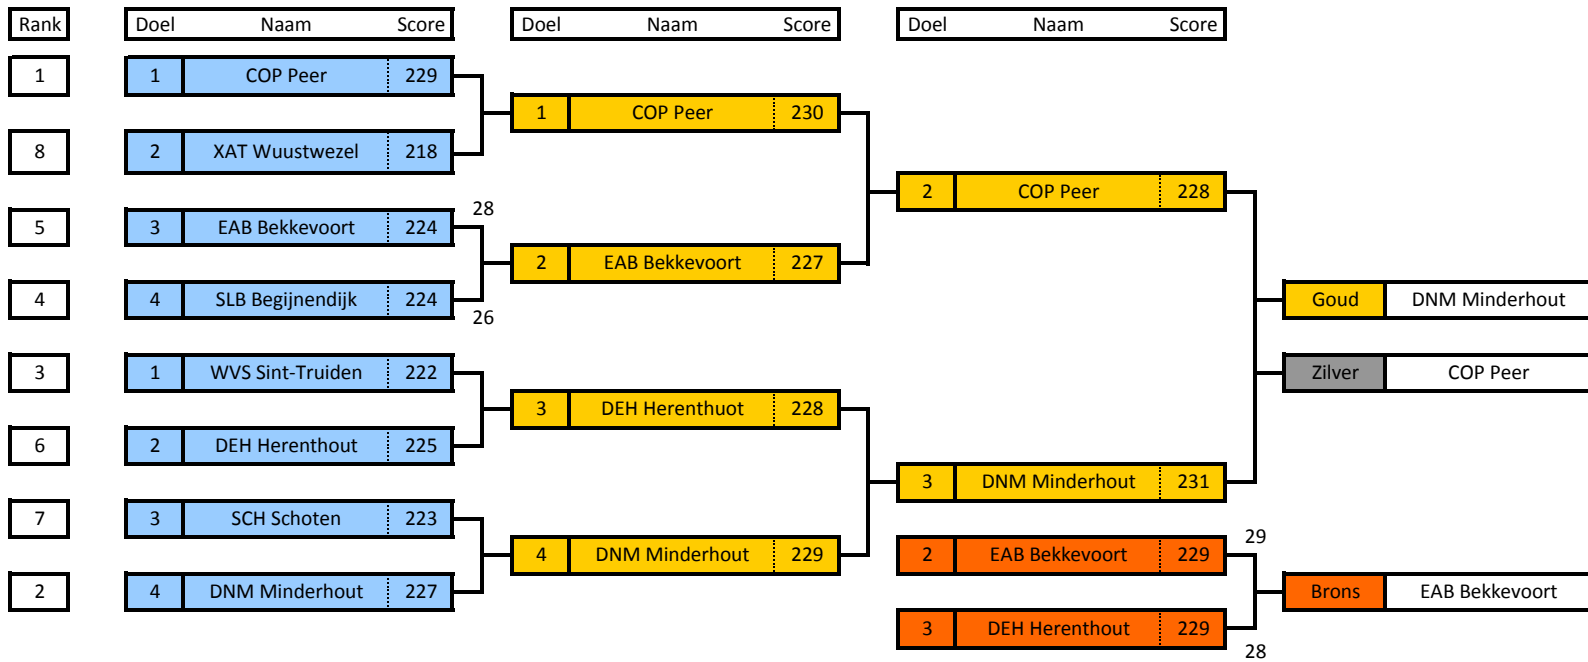 Rank Doel Naam Score Doel Naam Score Doel Naam Score
1 1 COP Peer 229
1 COP Peer 230
8 2 XAT Wuustwezel 218
2 COP Peer 228
28
5 3 EAB Bekkevoort 224
2 EAB Bekkevoort 227
4 4 SLB Begijnendijk 224
Goud DNM Minderhout
26
3 1 WVS Sint-Truiden 222
Zilver COP Peer
3 DEH Herenthuot 228
6 2 DEH Herenthout 225
3 DNM Minderhout 231
7 3 SCH Schoten 223
29
4 DNM Minderhout 229
2 EAB Bekkevoort 229
2 4 DNM Minderhout 227
Brons EAB Bekkevoort
3 DEH Herenthout 229
28